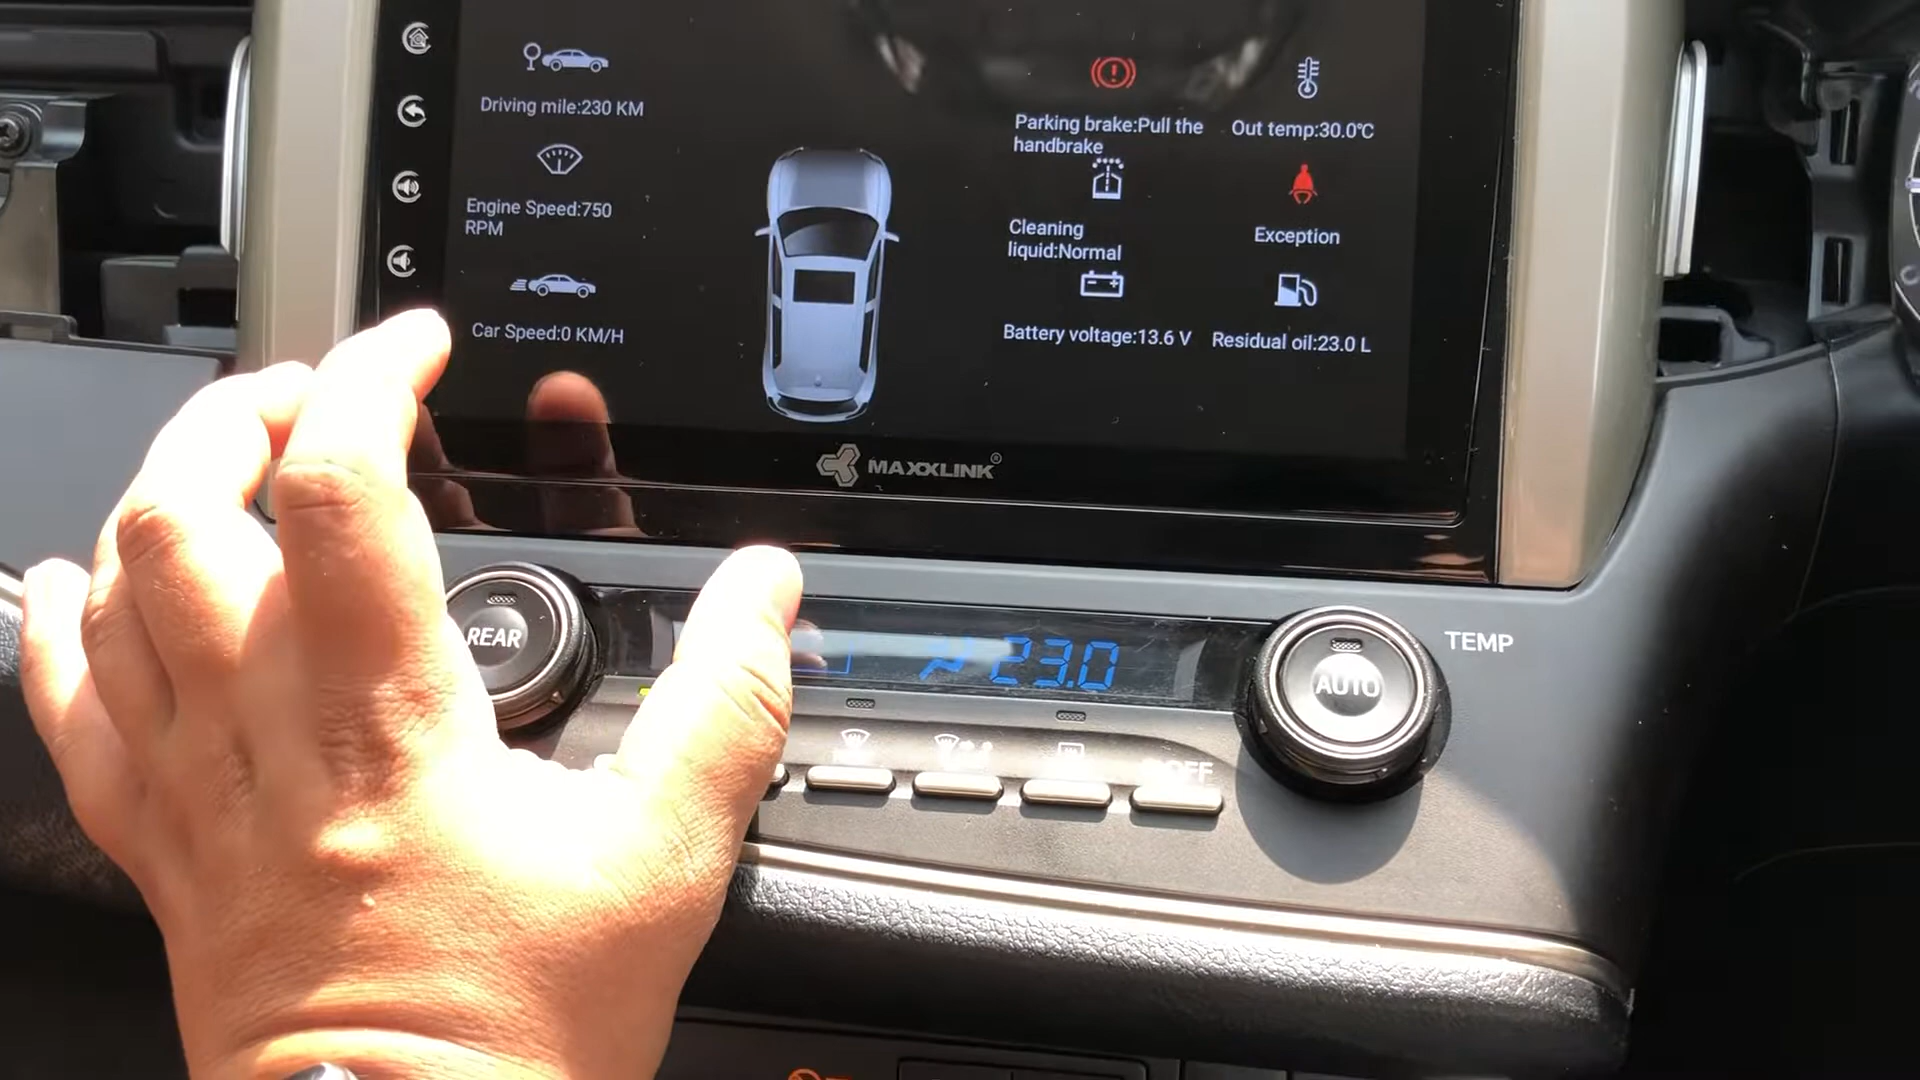 Driving mile:230 KM
Engine Speed:750
RPM
Car Speed:0 KM/H
Parking brake:Pull the
handbrake
Out temp:30.0℃
Cleaning
liquid:Normal
Exception
Battery voltage:13.6 V
Residual oil:23.0 L
MAXXLINK®
REAR
23.0
AUTO
TEMP
OFF